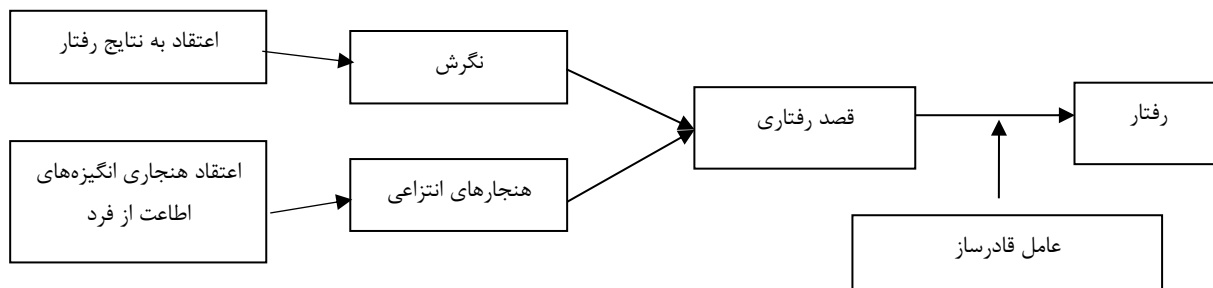 اعتقاد به نتایج رفتار
نگرش
قصد رفتاری
رفتار
اعتقاد هنجاری انگیزه‌های
اطاعت از فرد
هنجارهای انتزاعی
عامل قادرساز